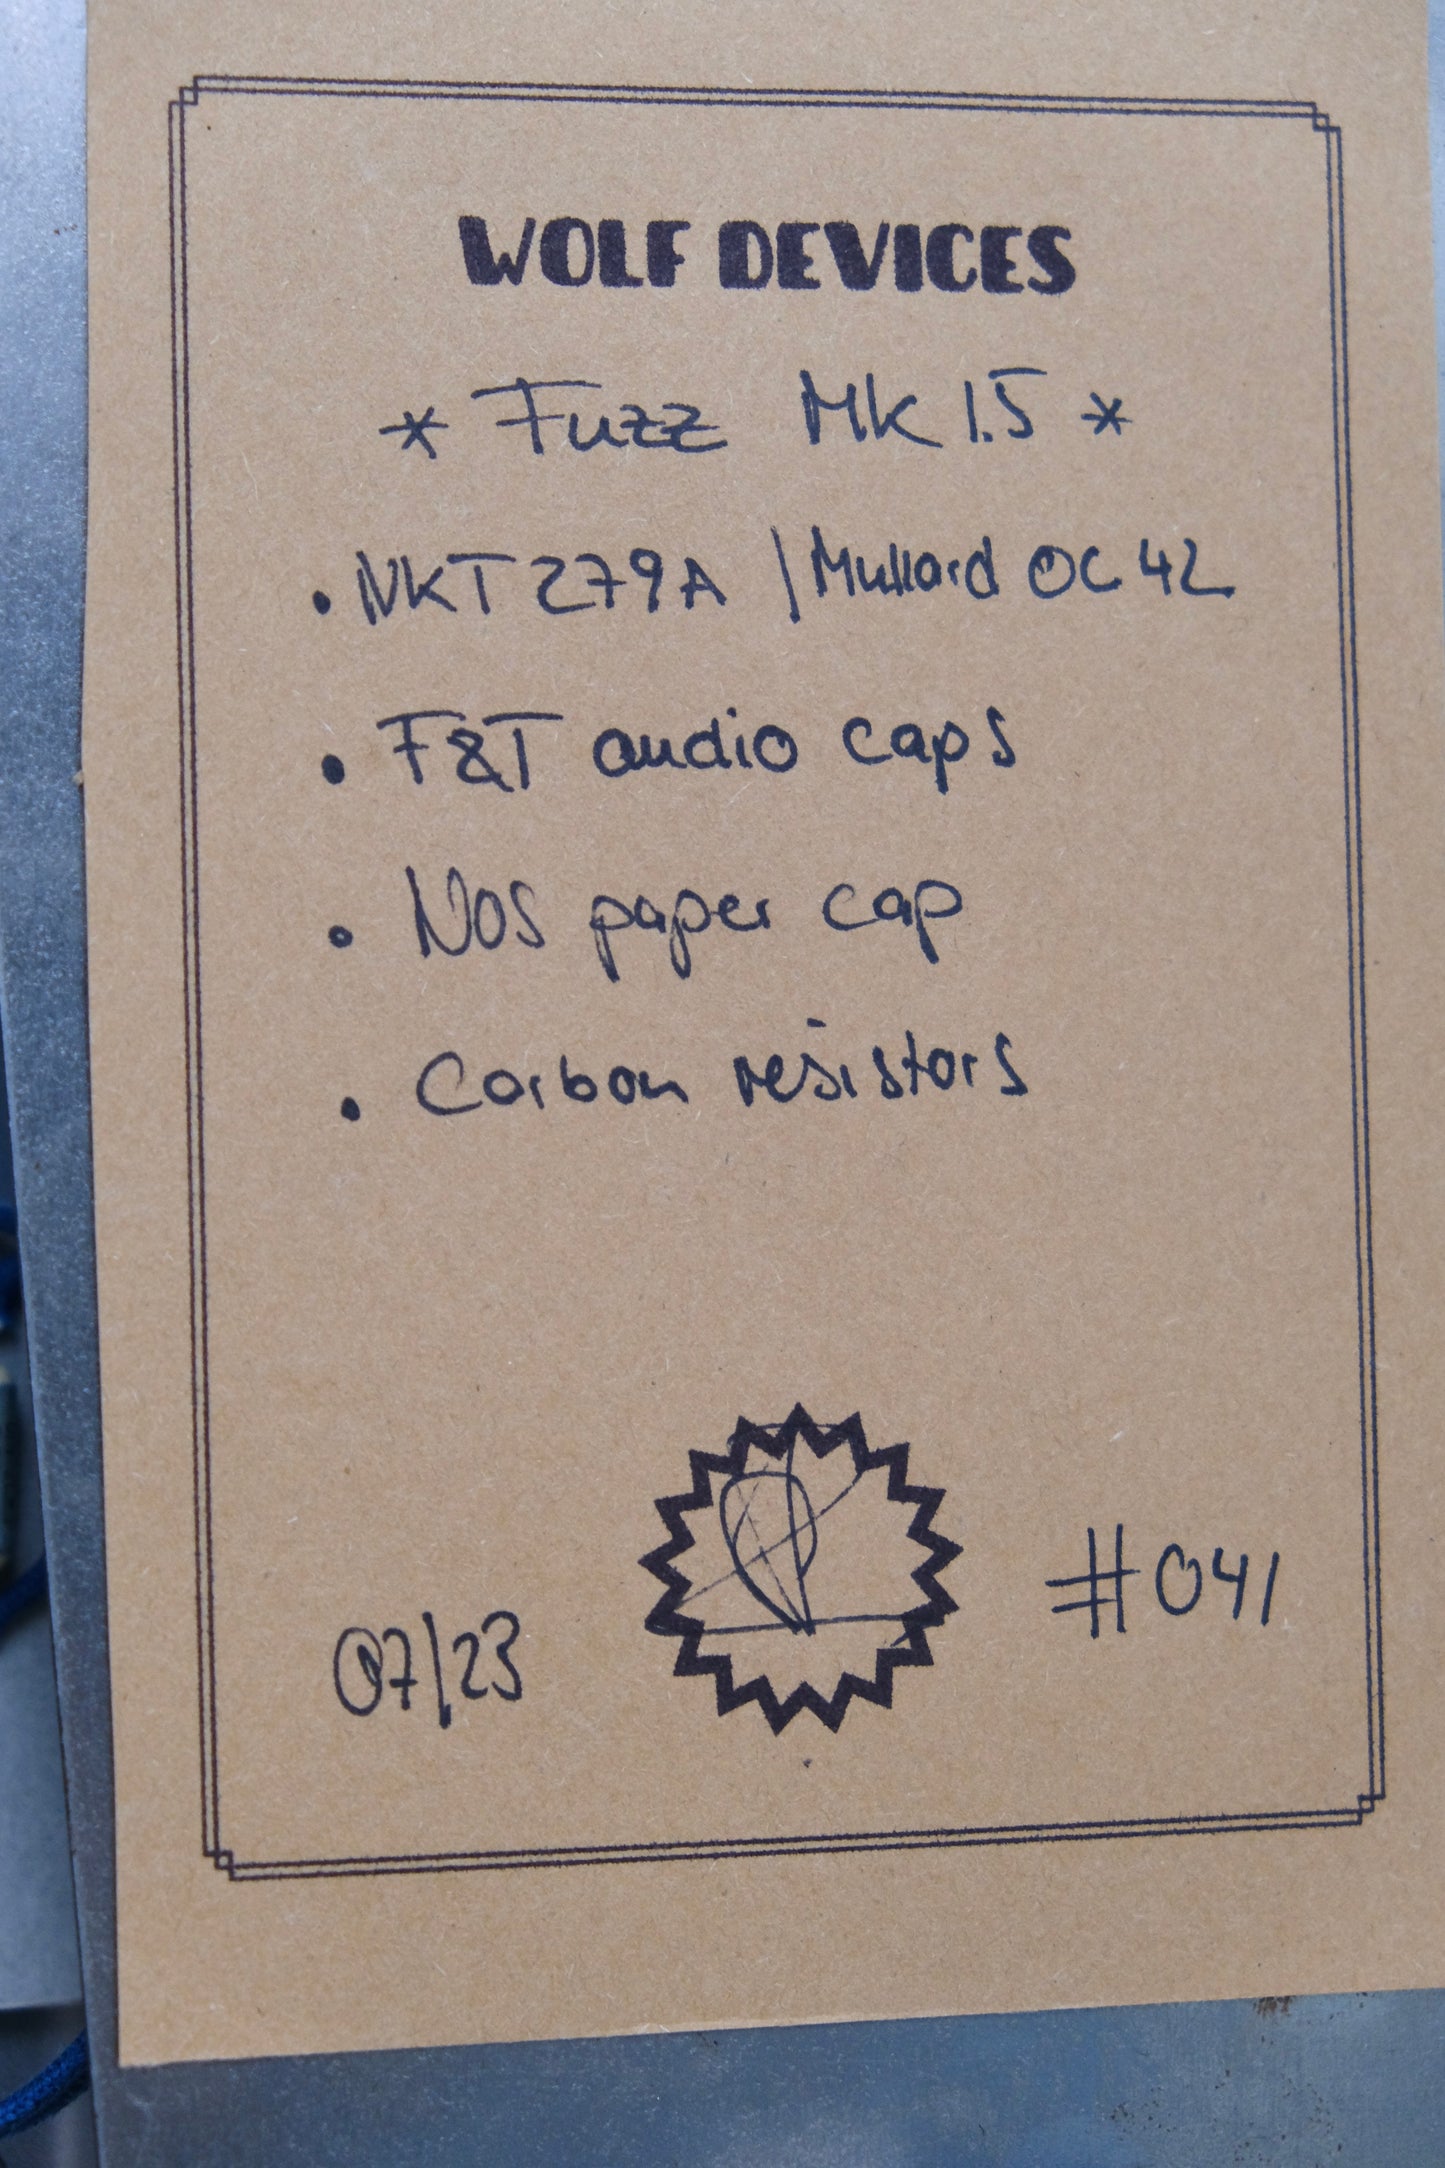 WOLF DEVICES
* Fuzz MK 1.5 *
• NKT 279A / Mullard OC 42
• F&T audio caps
• NOS paper cap
• Carbon resistors
07/23
#041